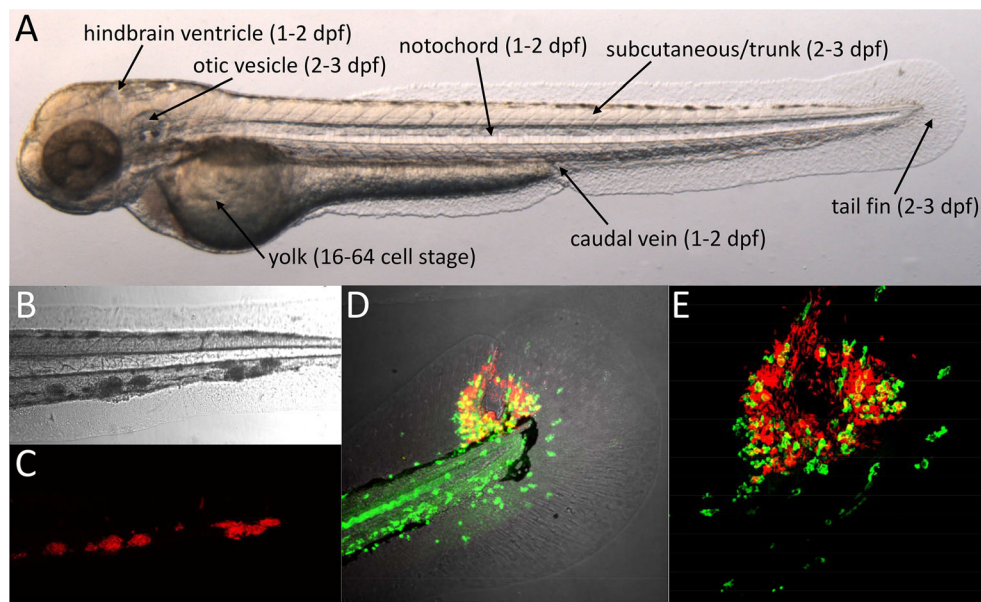 A
hindbrain ventricle (1-2 dpf)
otic vesicle (2-3 dpf)
notochord (1-2 dpf)
subcutaneous/trunk (2-3 dpf)
tail fin (2-3 dpf)
caudal vein (1-2 dpf)
yolk (16-64 cell stage)
B
C
D
E